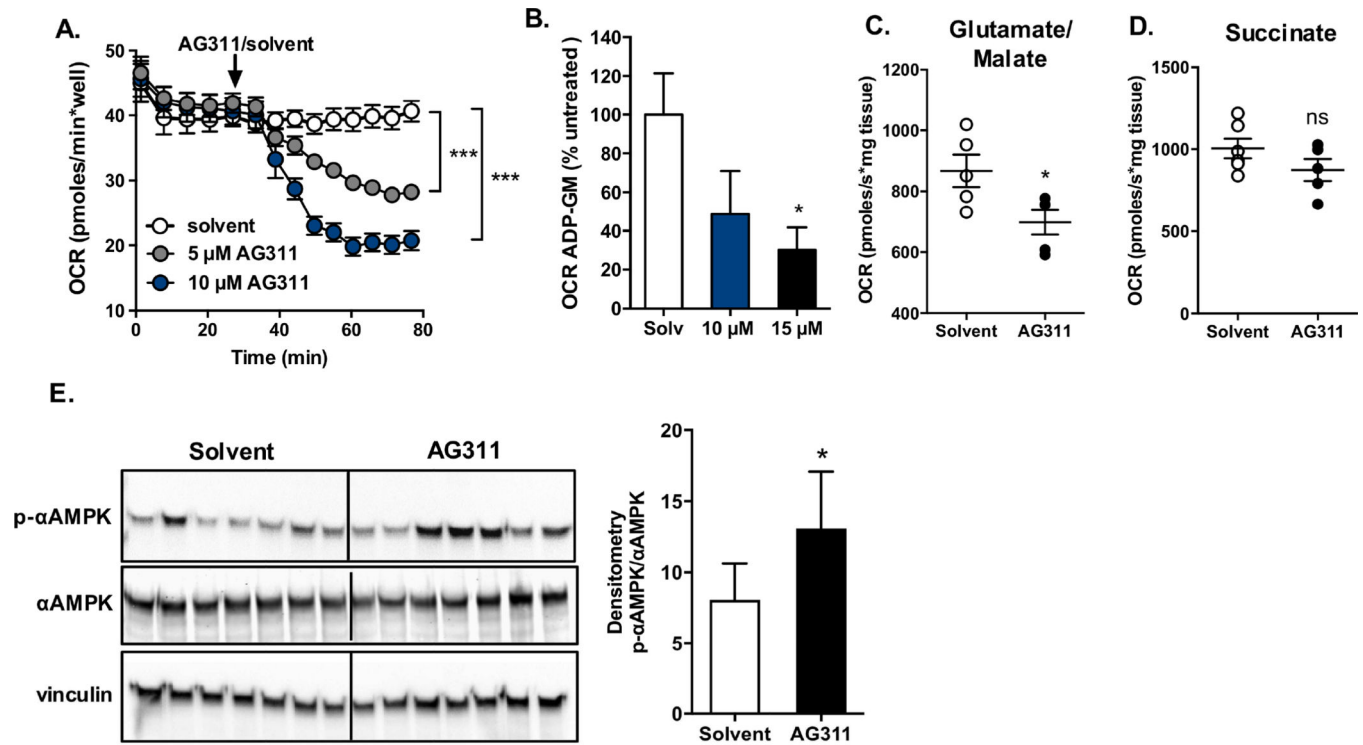 A.
AG311/solvent
50
40
30
20
10
OCR (pmoles/min*well)
***
***
solvent
5 µM AG311
10 µM AG311
0
20
40
60
80
Time (min)
B.
140
120
100
80
60
40
20
0
OCR ADP-GM (% untreated)
*
Solv
10 µM
15 µM
C.
Glutamate/
Malate
1200
1000
800
600
400
OCR (pmoles/s*mg tissue)
*
Solvent
AG311
D.
Succinate
1500
1000
500
0
OCR (pmoles/s*mg tissue)
ns
Solvent
AG311
E.
Solvent
AG311
p-αAMPK
αAMPK
vinculin
20
15
10
5
0
Densitometry
p-αAMPK/αAMPK
*
Solvent
AG311